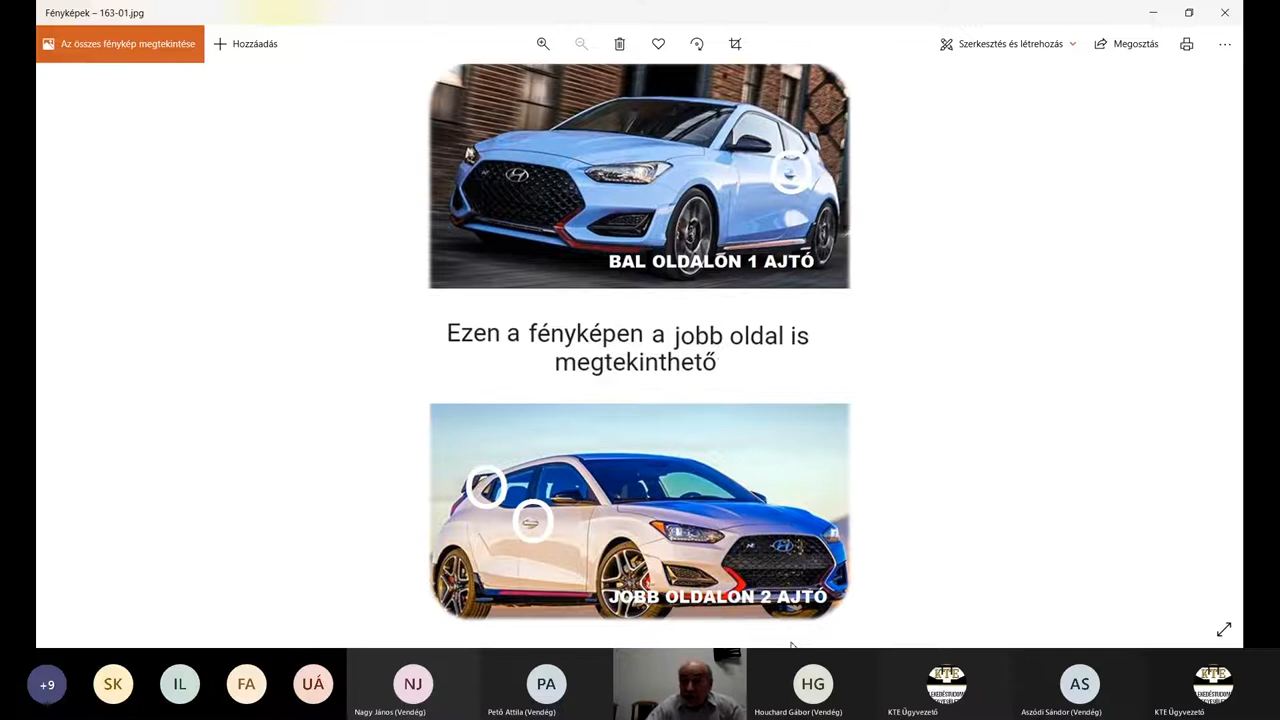 Fényképek – 163-01.jpg
Az összes fénykép megtekintése
Hozzáadás
Szerkesztés és létrehozás
Megosztás
BAL OLDALON 1 AJTÓ
Ezen a fényképen a jobb oldal is
megtekinthető
JOBB OLDALON 2 AJTÓ
+9
SK
IL
FA
UÁ
NJ
PA
HG
KTE
AS
KTE
Nagy János (Vendég)
Pető Attila (Vendég)
Houchard Gábor (Vendég)
KTE Ügyvezető
Aszódi Sándor (Vendég)
KTE Ügyvezető